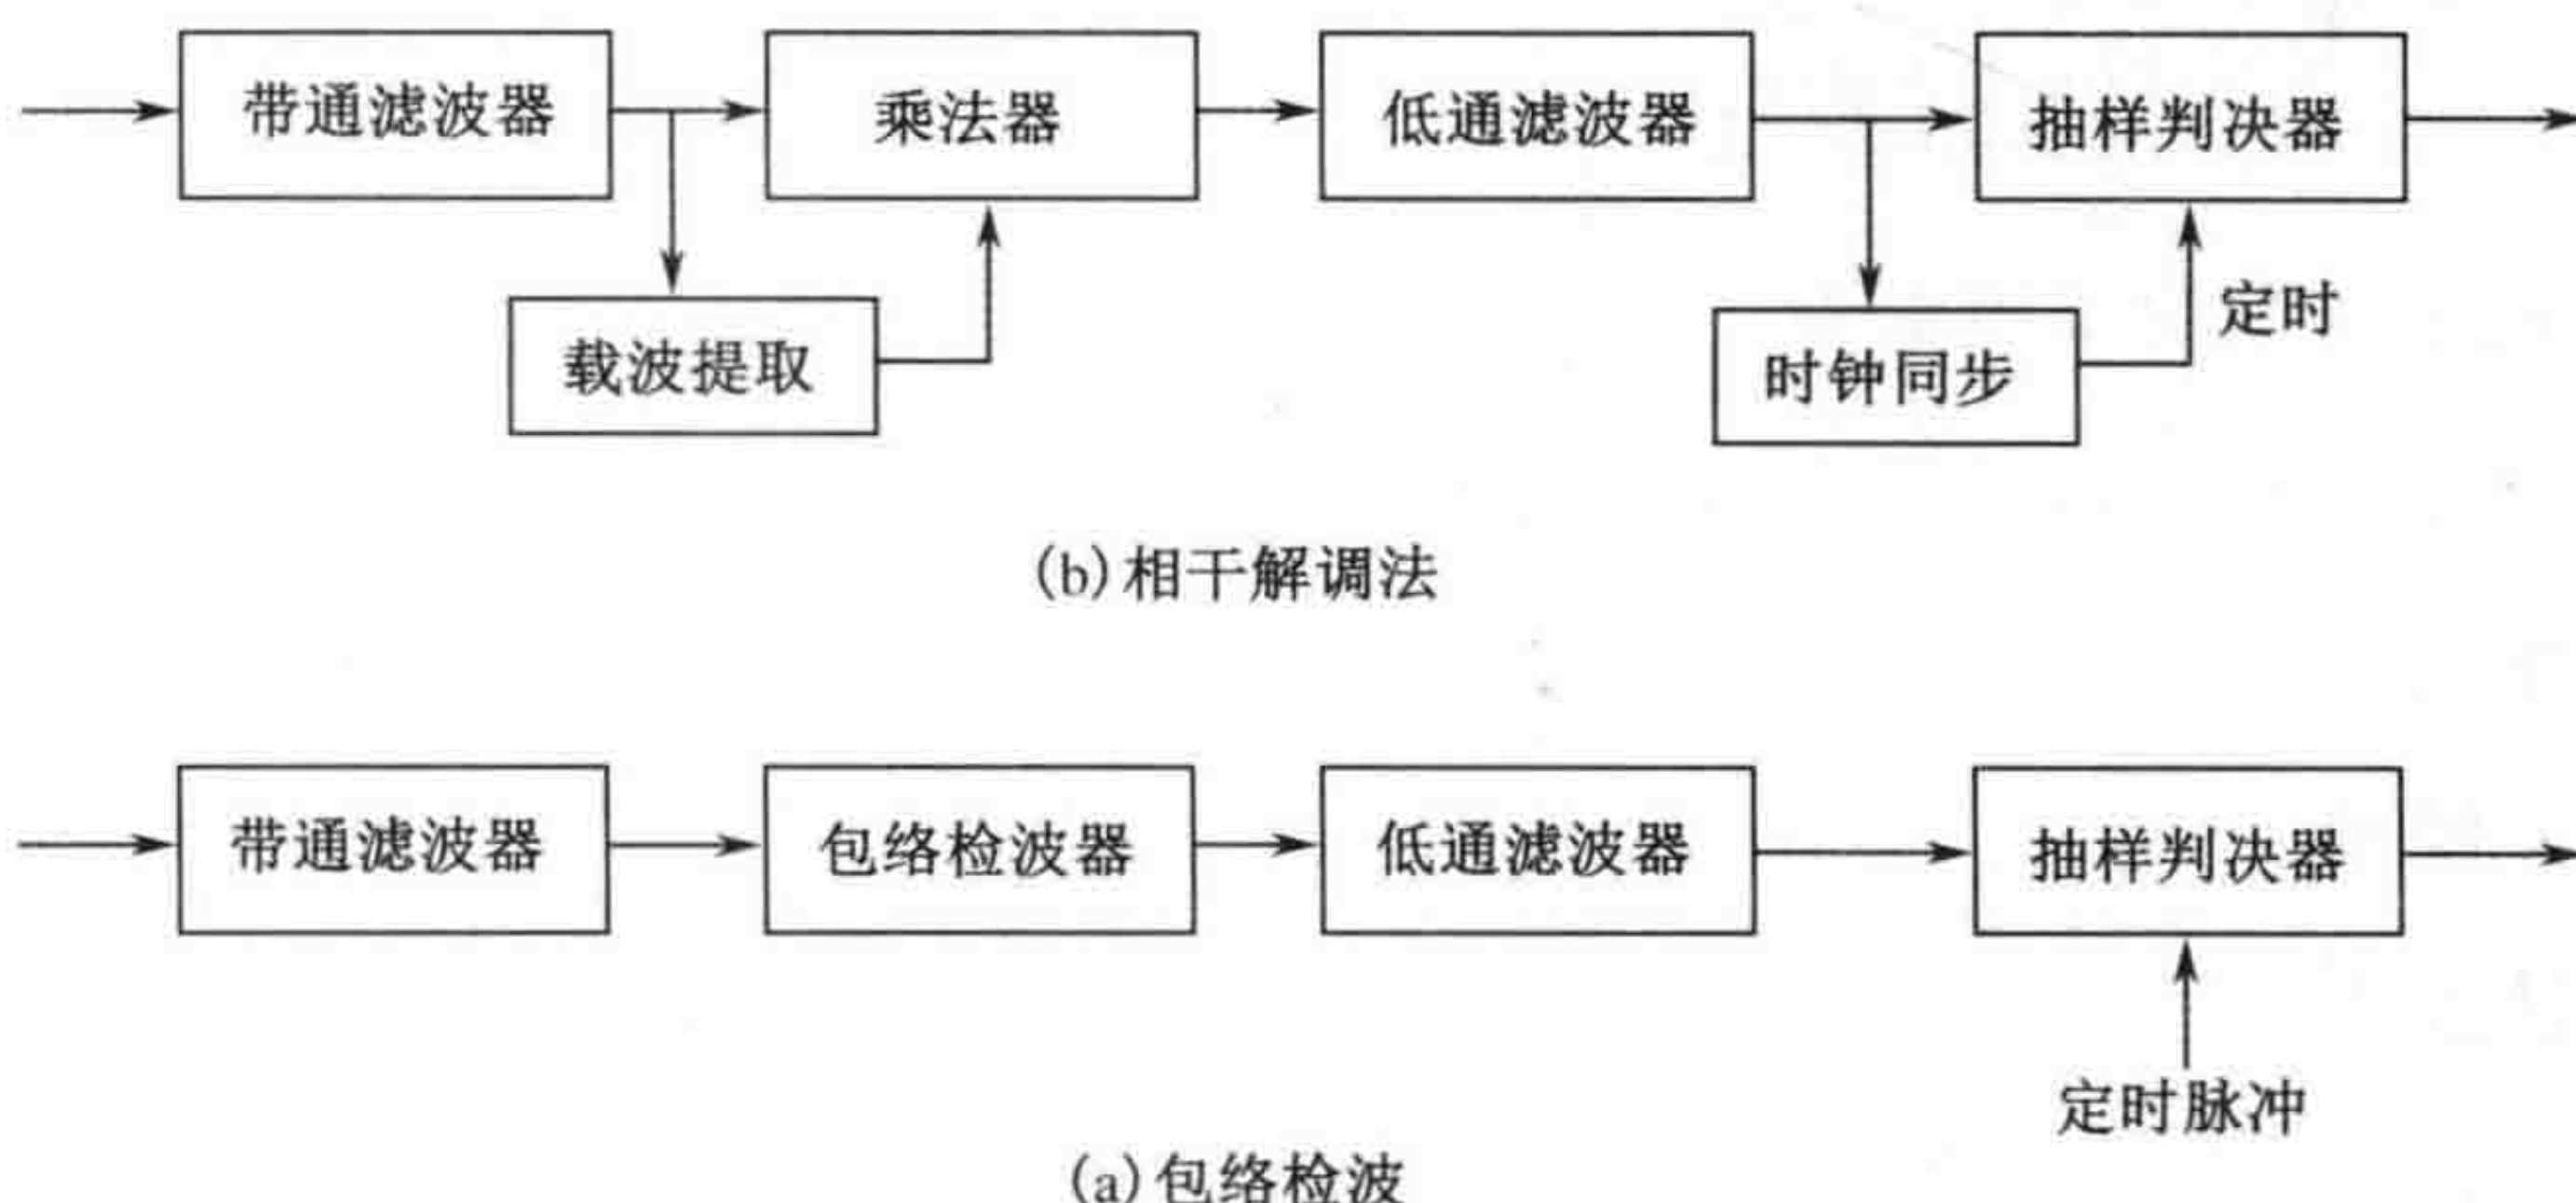 带通滤波器
乘法器
低通滤波器
抽样判决器
载波提取
时钟同步
定时
(b)相干解调法
带通滤波器
包络检波器
低通滤波器
抽样判决器
定时脉冲
(a)包络检波